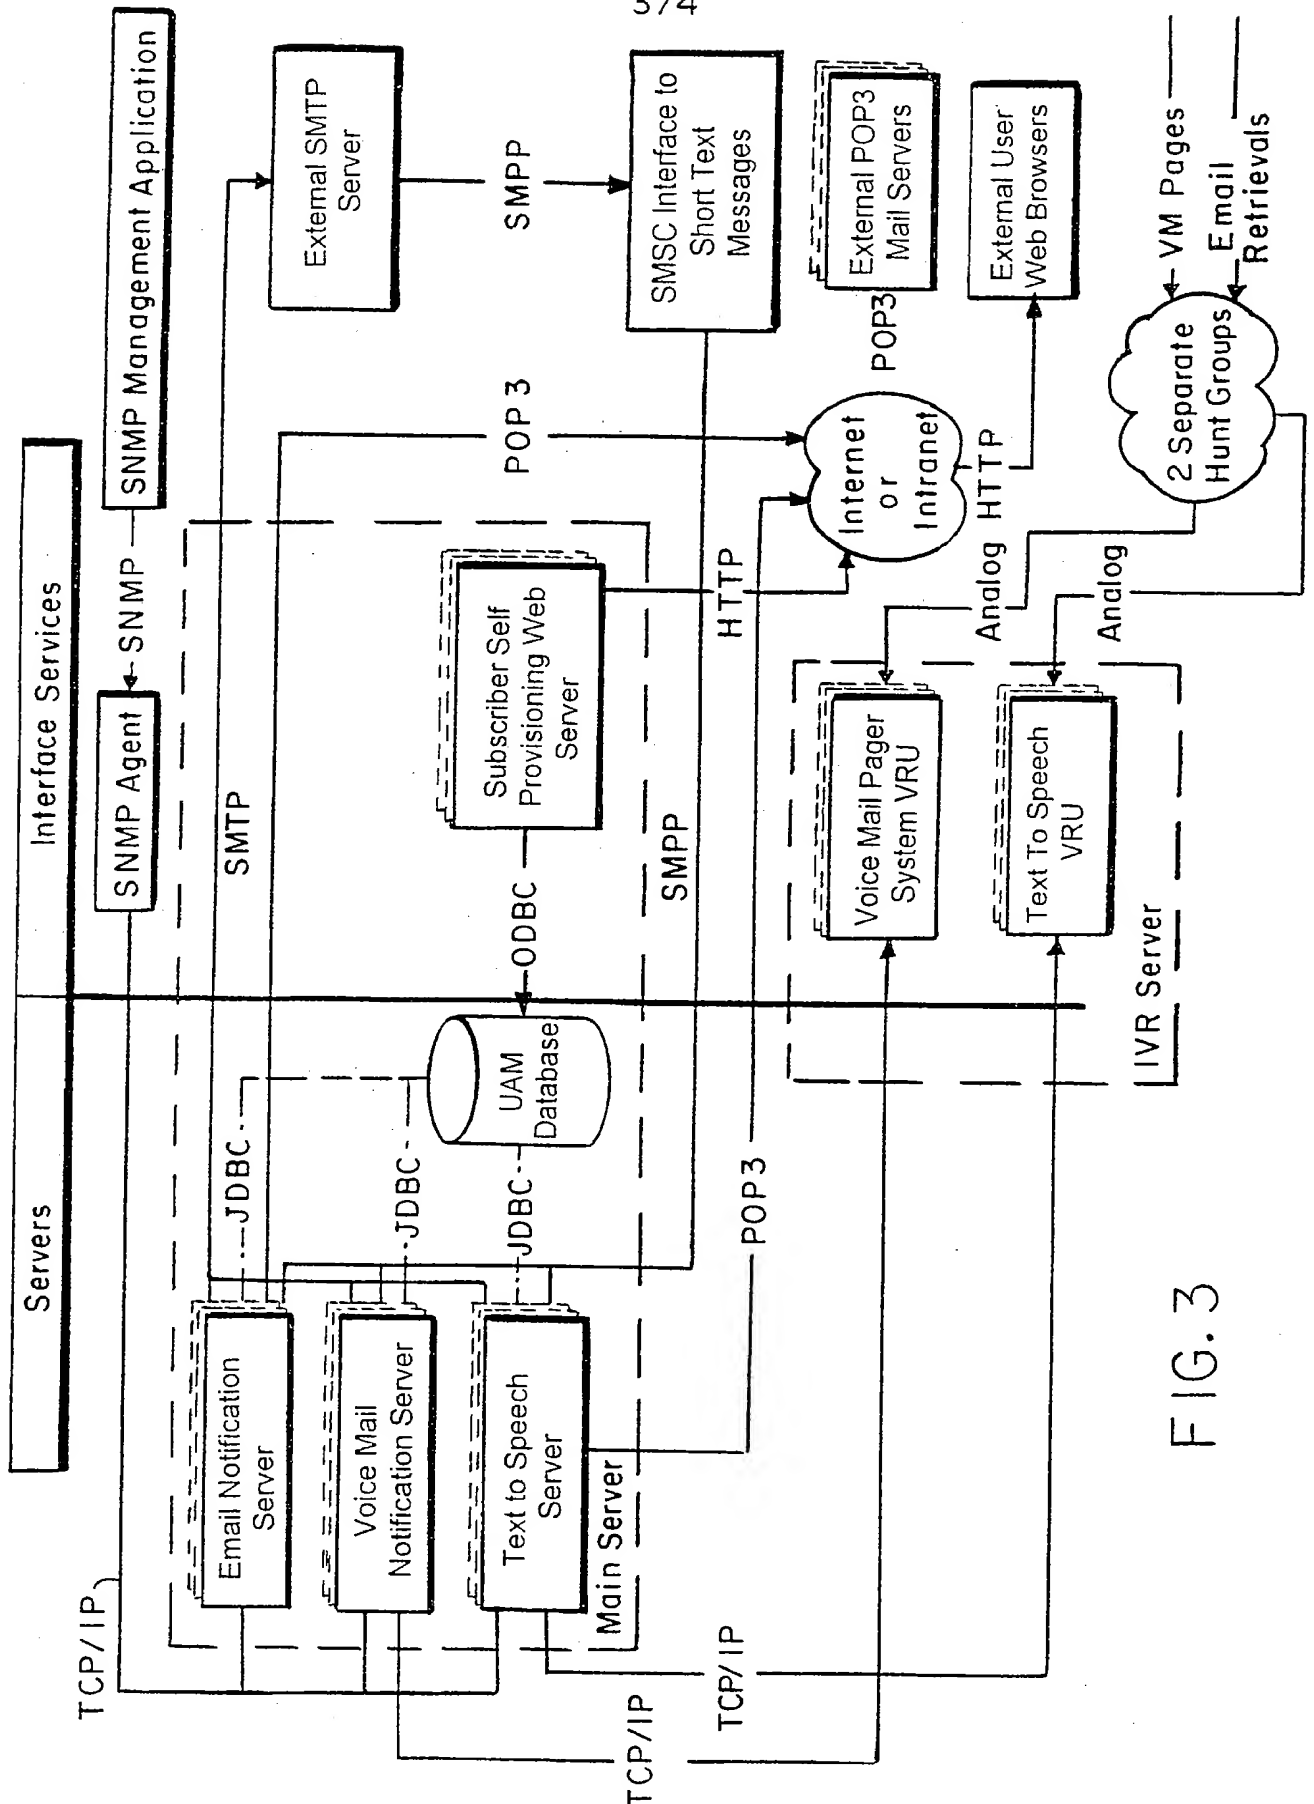 3/4
Servers
Interface Services
TCP/IP
SNMP Agent
SNMP
SNMP Management Application
Email Notification
Server
JDBC
SMTP
External SMTP
Server
Voice Mail
Notification Server
JDBC
POP 3
SMPP
Text to Speech
Server
JDBC
UAM
Database
ODBC
Subscriber Self
Provisioning Web
Server
Main Server
SMPP
SMSC Interface to
Short Text
Messages
TCP/IP
TCP/IP
POP3
HTTP
Internet
or
Intranet
POP3
External POP3
Mail Servers
HTTP
External User
Web Browsers
Voice Mail Pager
System VRU
Analog
Text To Speech
VRU
Analog
IVR Server
2 Separate
Hunt Groups
VM Pages
Email
Retrievals
FIG. 3